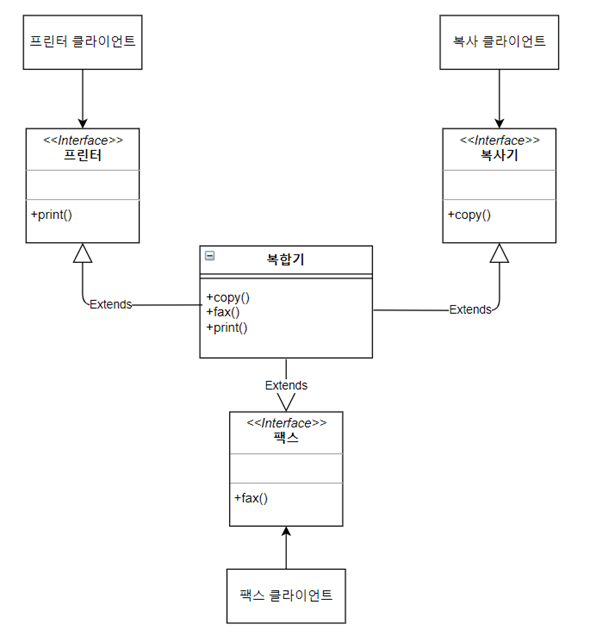 프린터 클라이언트
복사 클라이언트
<<Interface>>
프린터
+print()
<<Interface>>
복사기
+copy()
복합기
+copy()
+fax()
+print()
Extends
Extends
Extends
<<Interface>>
팩스
+fax()
팩스 클라이언트